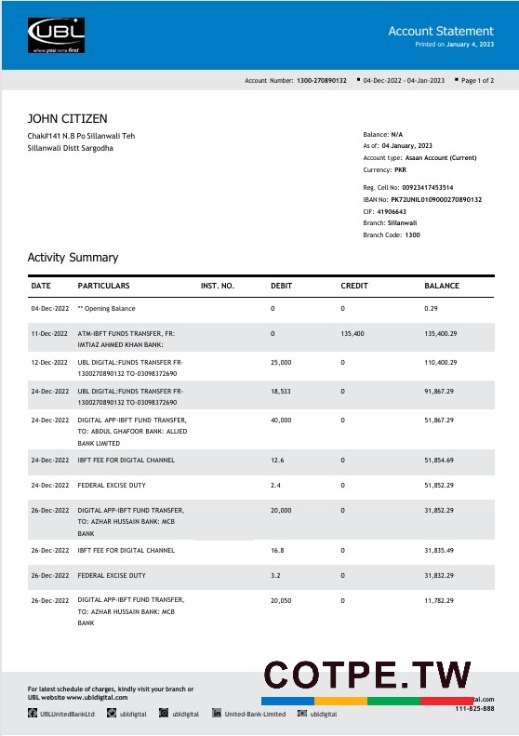 UBL
where you come first
Account Statement
Printed on January 4, 2023
Account Number: 1300-270890132 ■ 04-Dec-2022 - 04-Jan-2023 ■ Page 1 of 2
JOHN CITIZEN
Chak#141 N.B Po Sillanwali Teh
Sillanwali Distt Sargodha
Balance: N/A
As of: 04 January, 2023
Account type: Asaan Account (Current)
Currency: PKR
Reg. Cell No: 00923417453514
IBAN No: PK72UNIL0109000270890132
CIF: 41906643
Branch: Sillanwali
Branch Code: 1300
Activity Summary
DATE PARTICULARS INST. NO. DEBIT CREDIT BALANCE
04-Dec-2022 ** Opening Balance 0 0 0.29
11-Dec-2022 ATM-IBFT FUNDS TRANSFER, FR: 0 135,400 135,400.29
IMTIAZ AHMED KHAN BANK:
12-Dec-2022 UBL DIGITAL:FUNDS TRANSFER FR- 25,000 0 110,400.29
1300270890132 TO-03098372690
24-Dec-2022 UBL DIGITAL:FUNDS TRANSFER FR- 18,533 0 91,867.29
1300270890132 TO-03098372690
24-Dec-2022 DIGITAL APP-IBFT FUND TRANSFER, 40,000 0 51,867.29
TO: ABDUL GHAFOOR BANK: ALLIED
BANK LIMITED
24-Dec-2022 IBFT FEE FOR DIGITAL CHANNEL 12.6 0 51,854.69
24-Dec-2022 FEDERAL EXCISE DUTY 2.4 0 51,852.29
26-Dec-2022 DIGITAL APP-IBFT FUND TRANSFER, 20,000 0 31,852.29
TO: AZHAR HUSSAIN BANK: MCB
BANK
26-Dec-2022 IBFT FEE FOR DIGITAL CHANNEL 16.8 0 31,835.49
26-Dec-2022 FEDERAL EXCISE DUTY 3.2 0 31,832.29
26-Dec-2022 DIGITAL APP-IBFT FUND TRANSFER, 20,050 0 11,782.29
TO: AZHAR HUSSAIN BANK: MCB
BANK
COTPE.TW
For latest schedule of charges, kindly visit your branch or
UBL website www.ubldigital.com
tal.com
111-825-888
UBLUnitedBankLtd ubldigital ubldigital United-Bank-Limited ubldigital